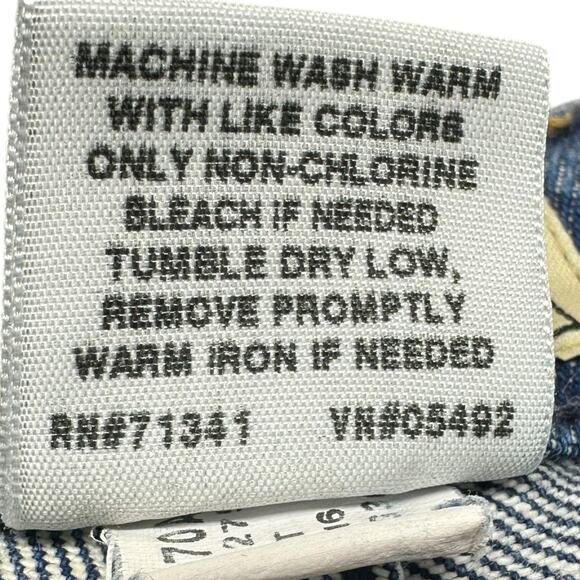 MACHINE WASH WARM
WITH LIKE COLORS
ONLY NON-CHLORINE
BLEACH IF NEEDED
TUMBLE DRY LOW,
REMOVE PROMPTLY
WARM IRON IF NEEDED
RN#71341 VN#05492